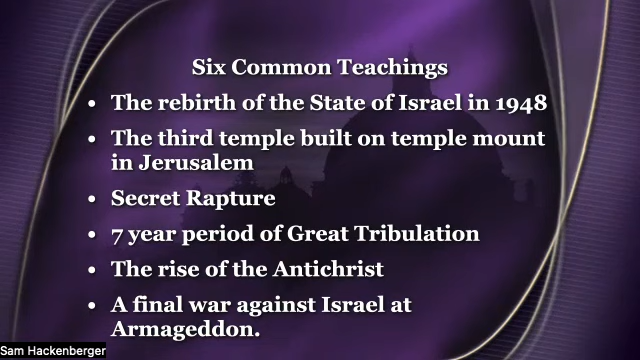 Six Common Teachings
• The rebirth of the State of Israel in 1948
• The third temple built on temple mount
in Jerusalem
• Secret Rapture
• 7 year period of Great Tribulation
• The rise of the Antichrist
• A final war against Israel at
Armageddon.
Sam Hackenberger